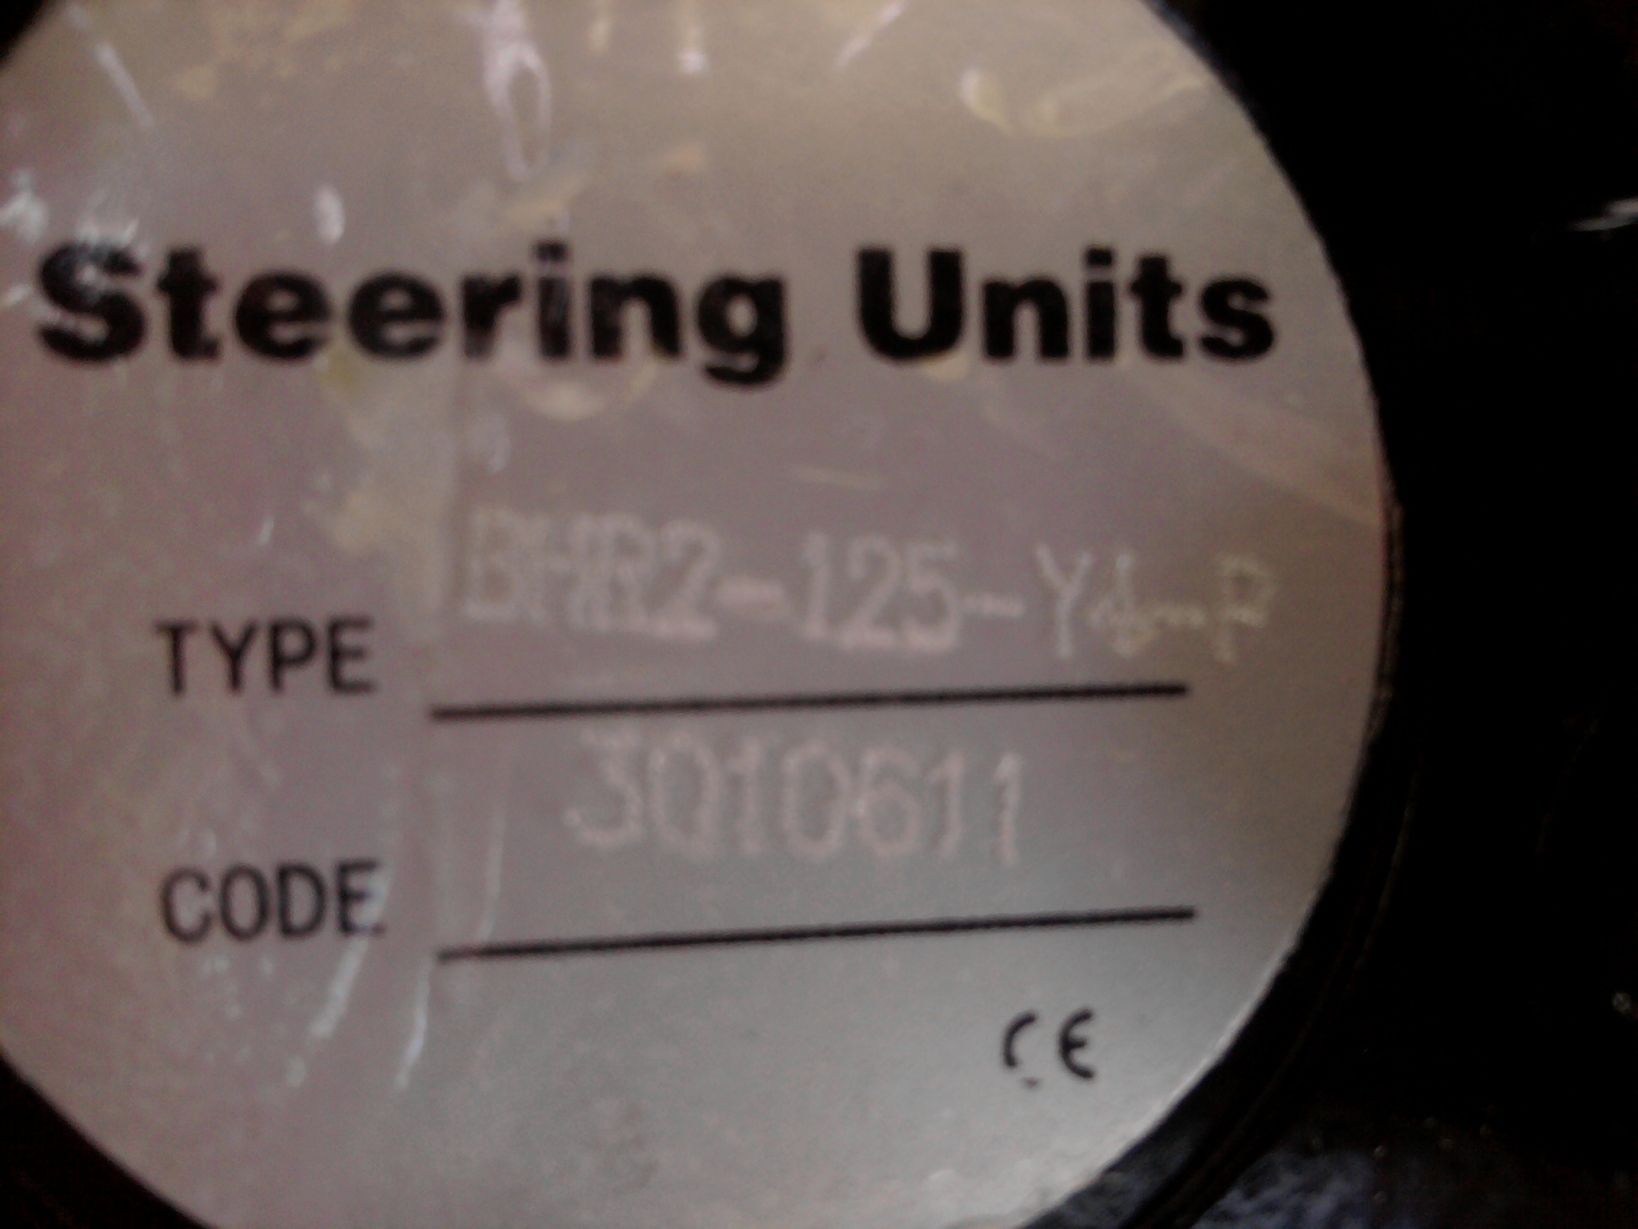 Steering Units
TYPE BHR2-125-
CODE 3010611
CE